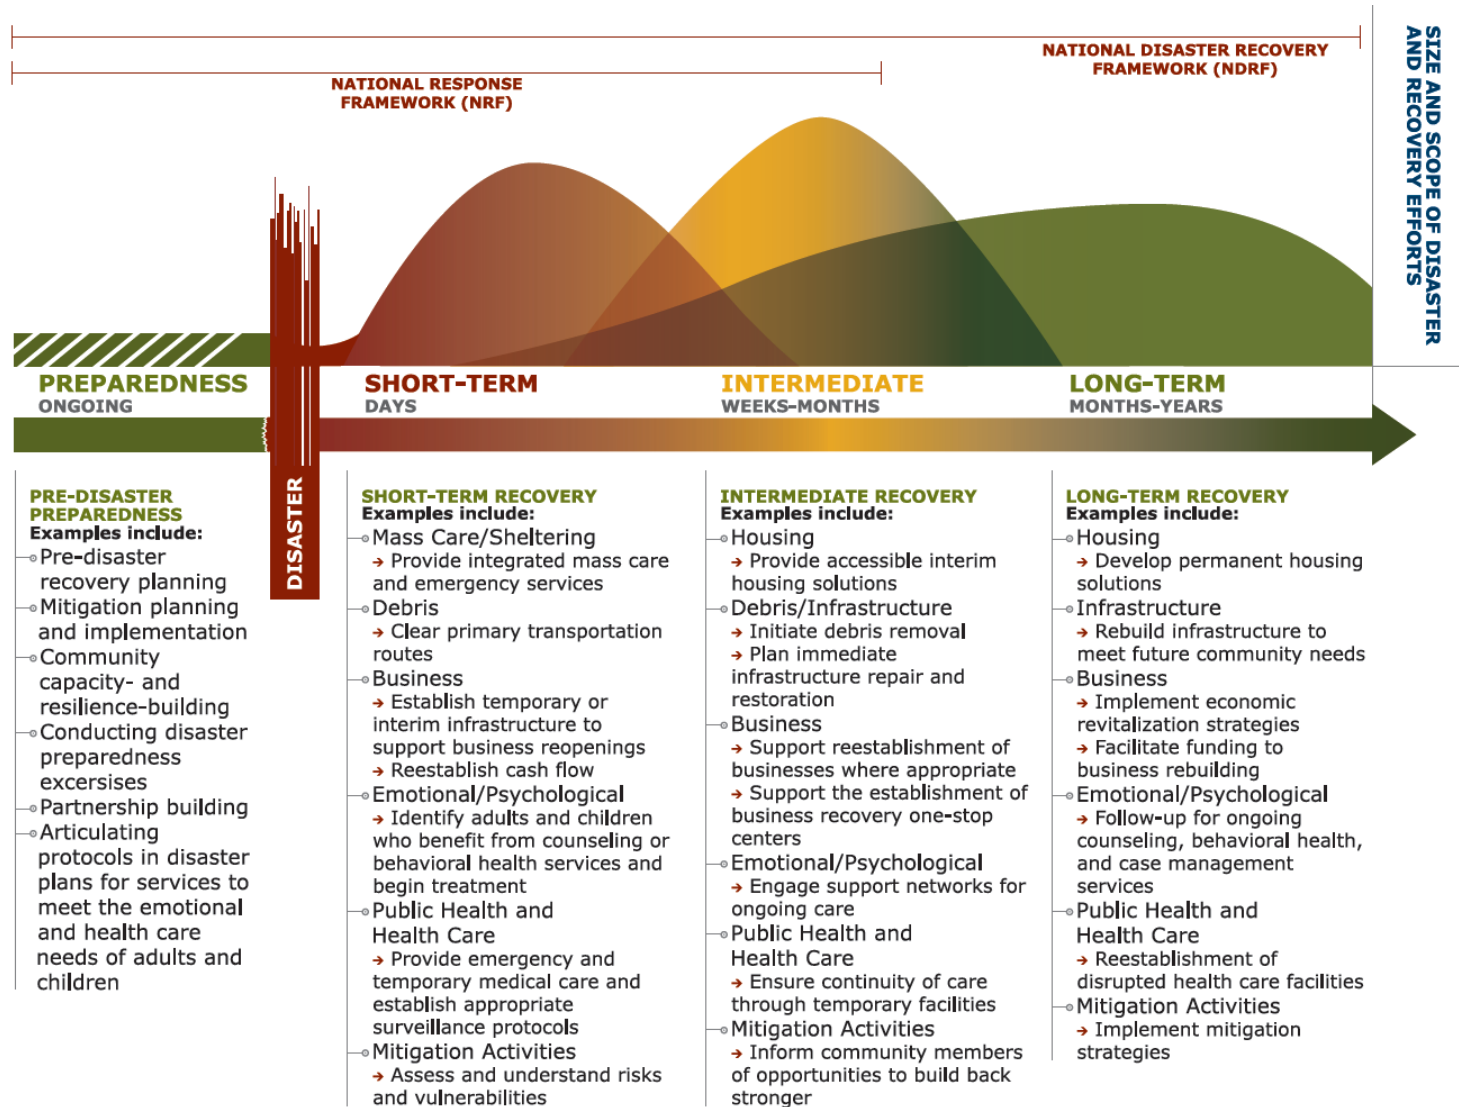 NATIONAL DISASTER RECOVERY
FRAMEWORK (NDRF)
NATIONAL RESPONSE
FRAMEWORK (NRF)
SIZE AND SCOPE OF DISASTER
AND RECOVERY EFFORTS
PREPAREDNESS
ONGOING
SHORT-TERM
DAYS
INTERMEDIATE
WEEKS-MONTHS
LONG-TERM
MONTHS-YEARS
DISASTER
PRE-DISASTER
PREPAREDNESS
Examples include:
Pre-disaster
recovery planning
Mitigation planning
and implementation
Community
capacity- and
resilience-building
Conducting disaster
preparedness
excersises
Partnership building
Articulating
protocols in disaster
plans for services to
meet the emotional
and health care
needs of adults and
children
SHORT-TERM RECOVERY
Examples include:
Mass Care/Sheltering
→ Provide integrated mass care
and emergency services
Debris
→ Clear primary transportation
routes
Business
→ Establish temporary or
interim infrastructure to
support business reopenings
→ Reestablish cash flow
Emotional/Psychological
→ Identify adults and children
who benefit from counseling or
behavioral health services and
begin treatment
Public Health and
Health Care
→ Provide emergency and
temporary medical care and
establish appropriate
surveillance protocols
Mitigation Activities
→ Assess and understand risks
and vulnerabilities
INTERMEDIATE RECOVERY
Examples include:
Housing
→ Provide accessible interim
housing solutions
Debris/Infrastructure
→ Initiate debris removal
→ Plan immediate
infrastructure repair and
restoration
Business
→ Support reestablishment of
businesses where appropriate
→ Support the establishment of
business recovery one-stop
centers
Emotional/Psychological
→ Engage support networks for
ongoing care
Public Health and
Health Care
→ Ensure continuity of care
through temporary facilities
Mitigation Activities
→ Inform community members
of opportunities to build back
stronger
LONG-TERM RECOVERY
Examples include:
Housing
→ Develop permanent housing
solutions
Infrastructure
→ Rebuild infrastructure to
meet future community needs
Business
→ Implement economic
revitalization strategies
→ Facilitate funding to
business rebuilding
Emotional/Psychological
→ Follow-up for ongoing
counseling, behavioral health,
and case management
services
Public Health and
Health Care
→ Reestablishment of
disrupted health care facilities
Mitigation Activities
→ Implement mitigation
strategies